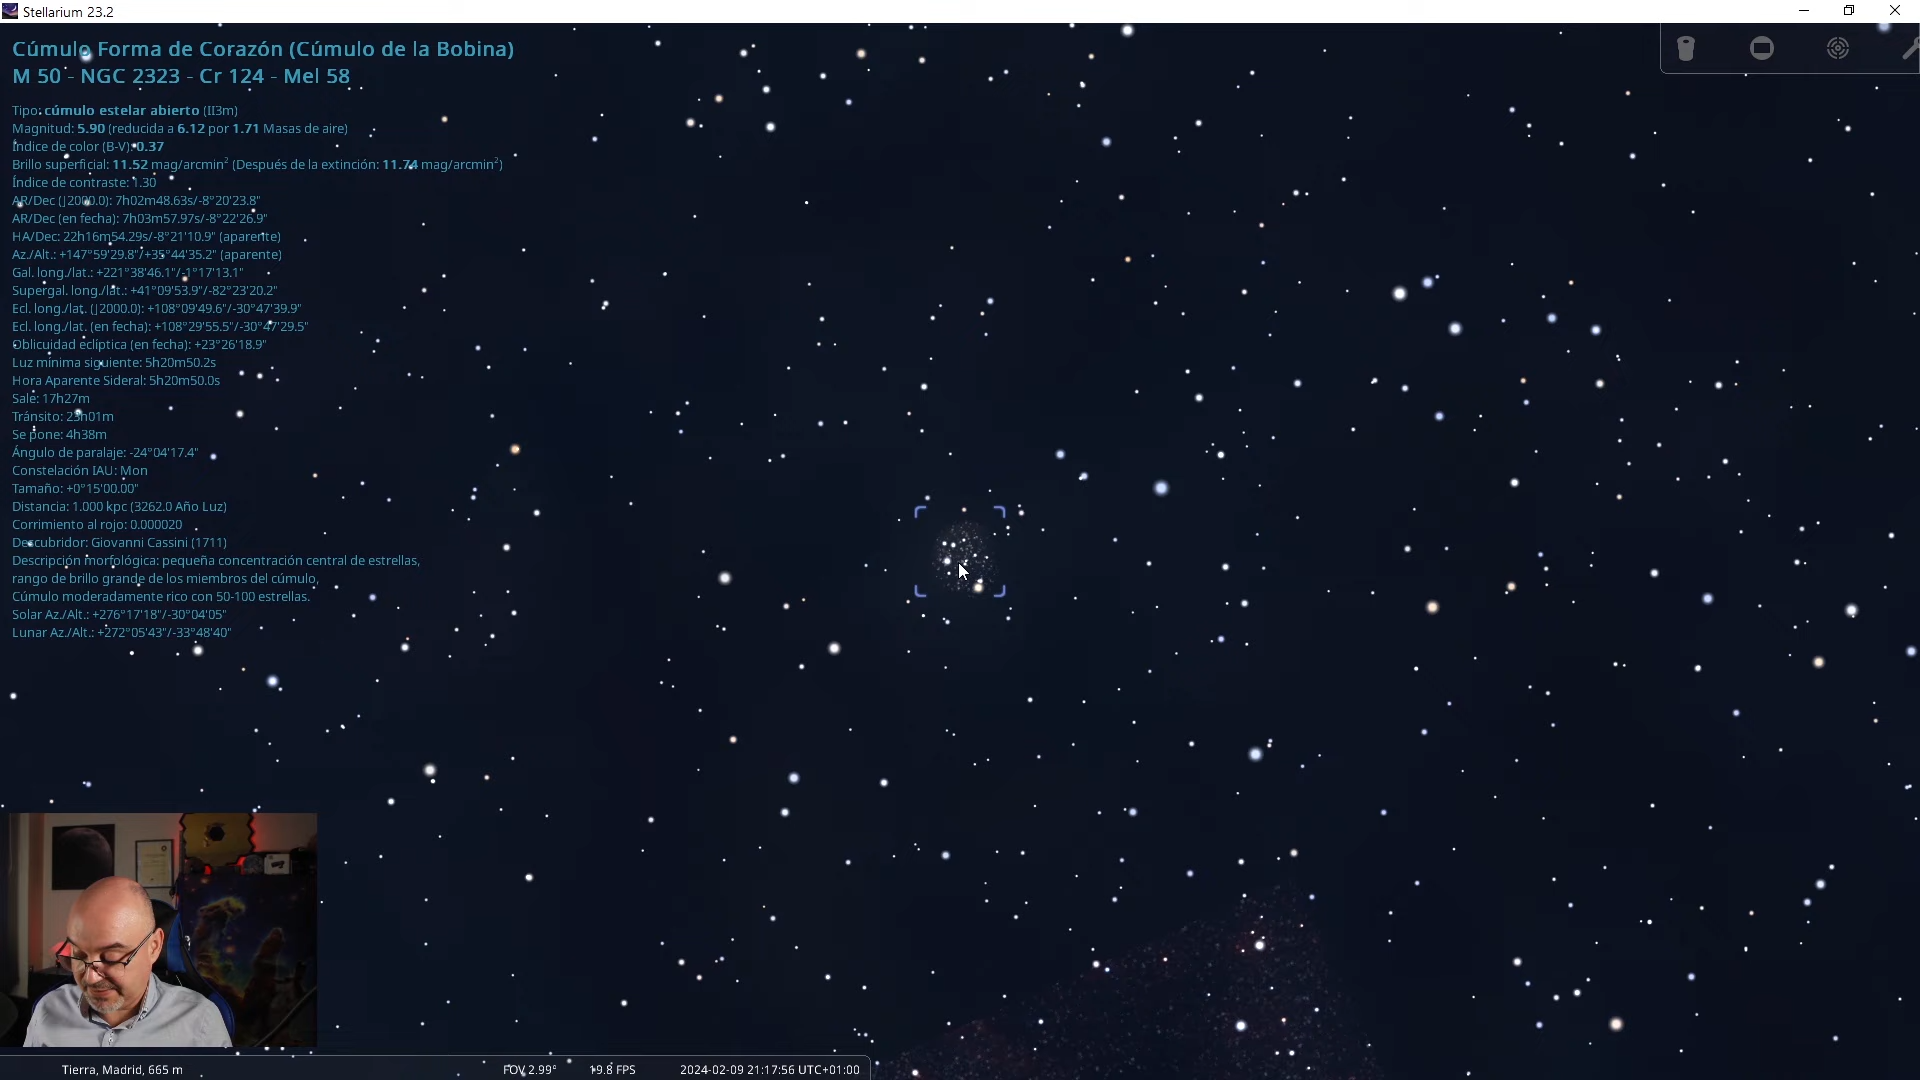 Stellarium 23.2
Cúmulo Forma de Corazón (Cúmulo de la Bobina)
M 50 - NGC 2323 - Cr 124 - Mel 58
Tipo: cúmulo estelar abierto (II3m)
Magnitud: 5.90 (reducida a 6.12 por 1.71 Masas de aire)
Índice de color (B-V): 0.37
Brillo superficial: 11.52 mag/arcmin² (Después de la extinción: 11.74 mag/arcmin²)
Índice de contraste: 1.30
AR/Dec (J2000.0): 7h02m48.63s/-8°20'23.8"
AR/Dec (en fecha): 7h03m57.97s/-8°22'26.9"
HA/Dec: 22h16m54.29s/-8°21'10.9" (aparente)
Az./Alt.: +147°59'29.8"/+35°44'35.2" (aparente)
Gal. long./lat.: +221°38'46.1"/-1°17'13.1"
Supergal. long./lat.: +41°09'53.9"/-82°23'20.2"
Ecl. long./lat. (J2000.0): +108°09'49.6"/-30°47'39.9"
Ecl. long./lat. (en fecha): +108°29'55.5"/-30°47'29.5"
Oblicuidad eclíptica (en fecha): +23°26'18.9"
Luz mínima siguiente: 5h20m50.2s
Hora Aparente Sideral: 5h20m50.0s
Sale: 17h27m
Tránsito: 23h01m
Se pone: 4h38m
Ángulo de paralaje: -24°04'17.4"
Constelación IAU: Mon
Tamaño: +0°15'00.00"
Distancia: 1.000 kpc (3262.0 Año Luz)
Corrimiento al rojo: 0.000020
Descubridor: Giovanni Cassini (1711)
Descripción morfológica: pequeña concentración central de estrellas,
rango de brillo grande de los miembros del cúmulo,
Cúmulo moderadamente rico con 50-100 estrellas.
Solar Az./Alt.: +276°17'18"/-30°04'05"
Lunar Az./Alt.: +272°05'43"/-33°48'40"
Tierra, Madrid, 665 m
FOV 2.99°
19.8 FPS
2024-02-09 21:17:56 UTC+01:00